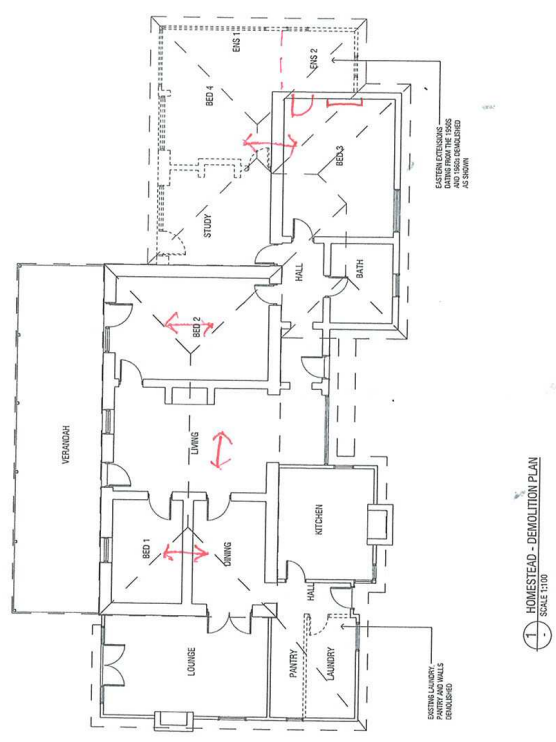 ENS 1
ENS 2
BED 4
BED 3
STUDY
HALL
BATH
BED 2
VERANDAH
LIVING
BED 1
DINING
KITCHEN
HALL
LOUNGE
PANTRY
LAUNDRY
EASTERN EXTENSIONS
DATING FROM THE 1950S
AND 1960s DEMOLISHED
AS SHOWN
EXISTING LAUNDRY,
PANTRY AND WALLS
DEMOLISHED
1
-
HOMESTEAD - DEMOLITION PLAN
SCALE 1:100